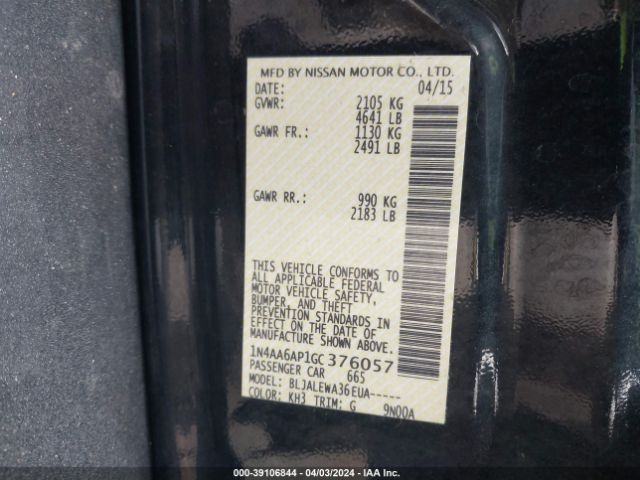 MFD BY NISSAN MOTOR CO., LTD.
DATE: 04/15
GVWR: 2105 KG
4641 LB
GAWR FR.: 1130 KG
2491 LB
GAWR RR.: 990 KG
2183 LB
THIS VEHICLE CONFORMS TO
ALL APPLICABLE FEDERAL
MOTOR VEHICLE SAFETY,
BUMPER, AND THEFT
PREVENTION STANDARDS IN
EFFECT ON THE DATE OF
MANUFACTURE SHOWN ABOVE.
1N4AA6AP1GC376057
PASSENGER CAR 665
MODEL: BLJALEWA36EUA-----
COLOR: KH3 TRIM: G 9N00A
000-39106844 - 04/03/2024 - IAA Inc.